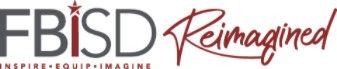 FBISD Reimagined
INSPIRE • EQUIP • IMAGINE